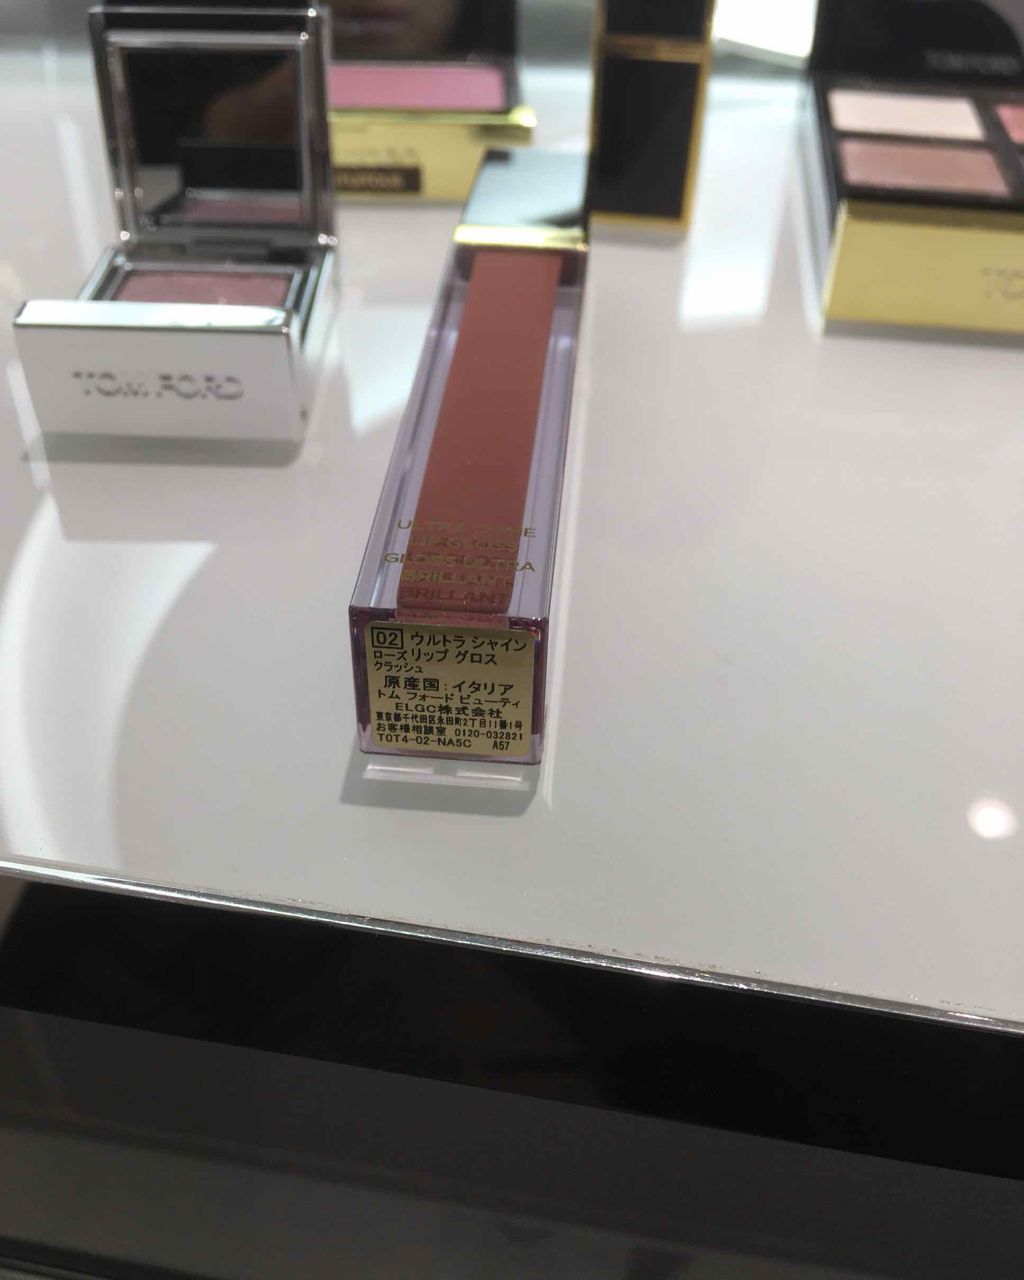 TOM FORD
TOM FORD
ULTRA SHINE
LIP GLOSS
GLOSS ULTRA
BRILLANT
BRILLANT
02 ウルトラ シャイン
ローズ リップ グロス
クラッシュ
原産国:イタリア
トム フォード ビューティ
ELGC株式会社
東京都千代田区永田町2丁目11番1号
お客様相談室 0120-032821
T0T4-02-NA5C A57